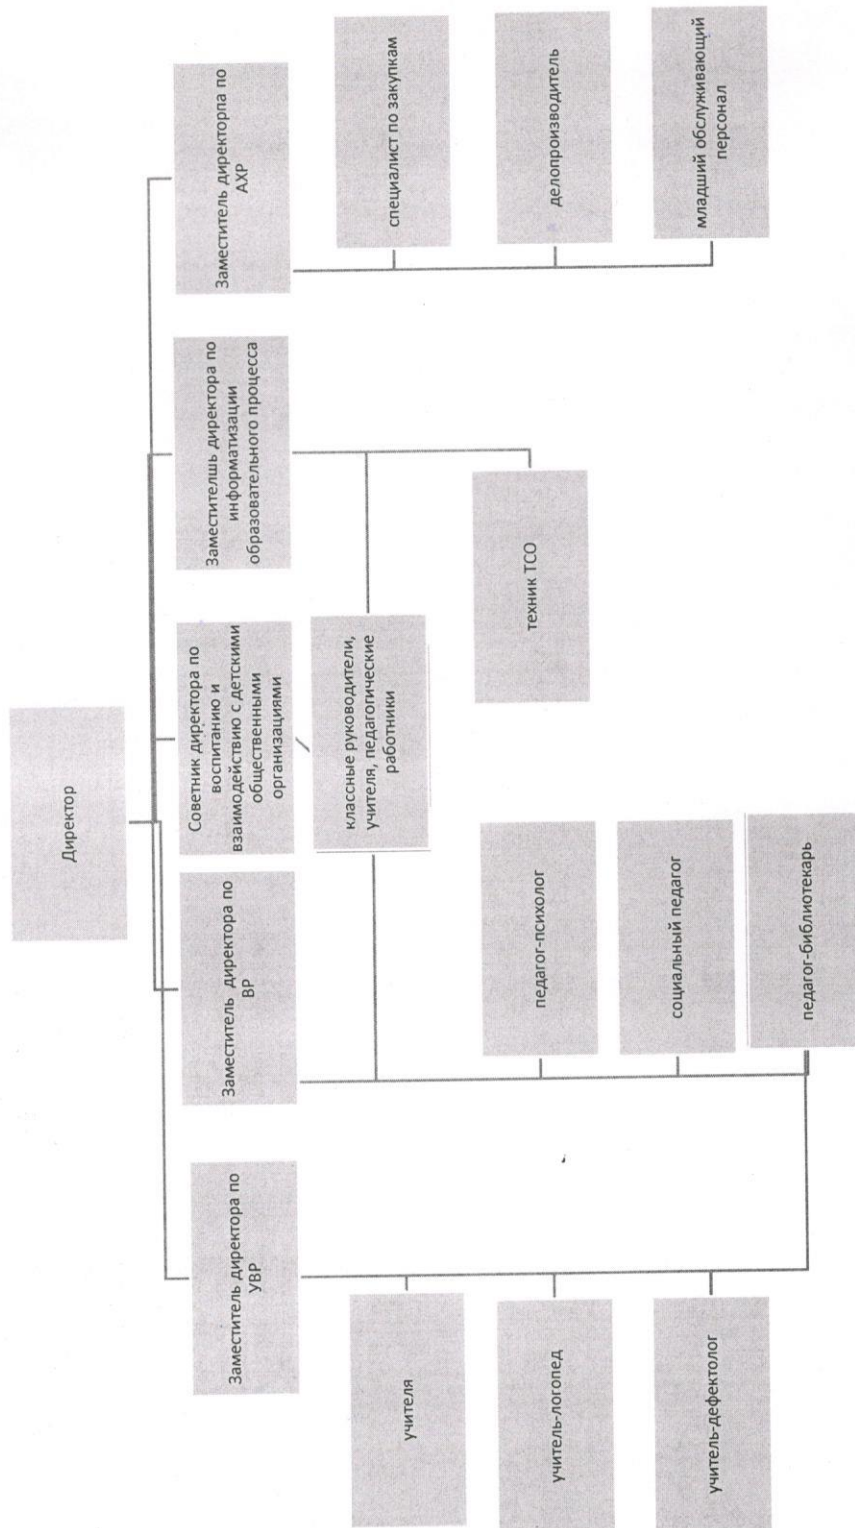 Директор
Заместитель директора по
УВР
Заместитель директора по
ВР
Советник директора по
воспитанию и
взаимодействию с детскими
общественными
организациями
Заместителшь директора по
информатизации
образовательного процесса
Заместитель директорпа по
АХР
учителя
учитель-логопед
учитель-дефектолог
классные руководители,
учителя, педагогические
работники
педагог-психолог
социальный педагог
педагог-библиотекарь
техник ТСО
специалист по закупкам
делопроизводитель
младший обслуживающий
персонал